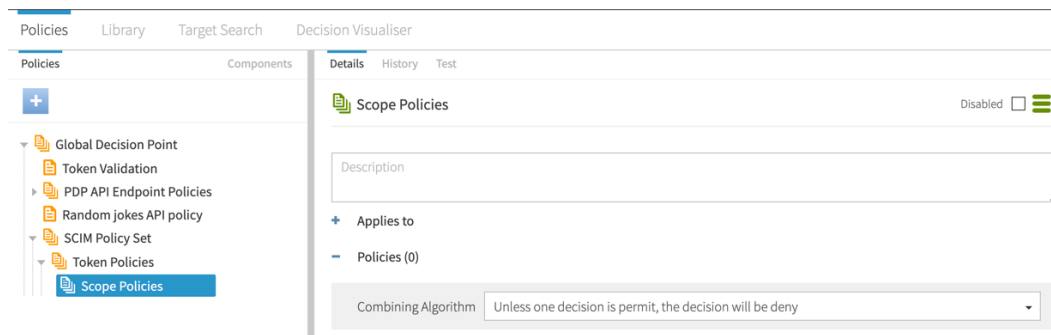 Policies Library Target Search Decision Visualiser
Policies Components
Details History Test
Scope Policies Disabled
Global Decision Point
Token Validation
PDP API Endpoint Policies
Random jokes API policy
SCIM Policy Set
Token Policies
Scope Policies
Description
Applies to
Policies (0)
Combining Algorithm Unless one decision is permit, the decision will be deny